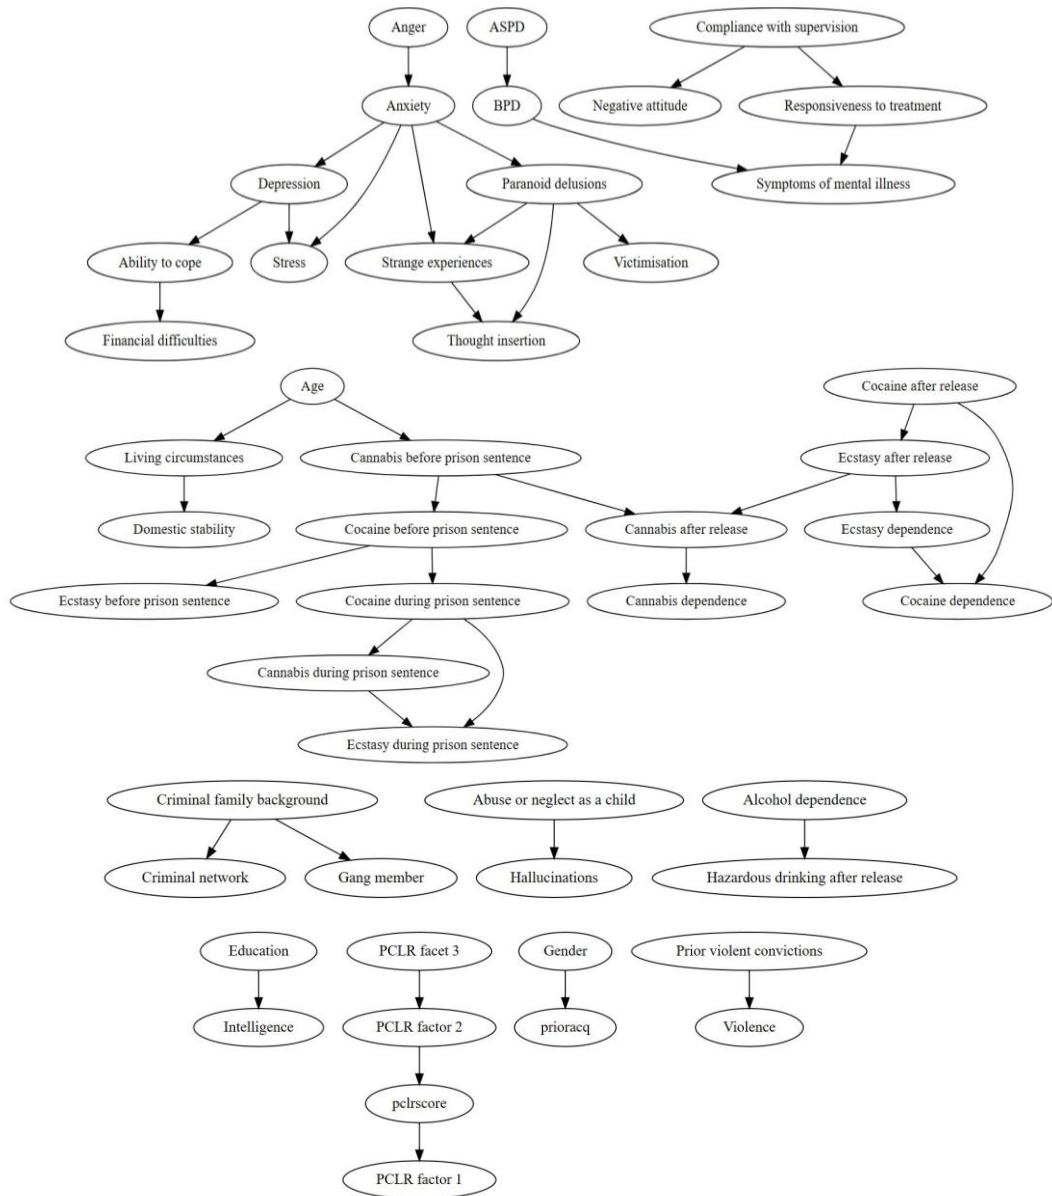 Anger
ASPD
Compliance with supervision
Anxiety
BPD
Negative attitude
Responsiveness to treatment
Depression
Paranoid delusions
Symptoms of mental illness
Ability to cope
Stress
Strange experiences
Victimisation
Financial difficulties
Thought insertion
Age
Cocaine after release
Living circumstances
Cannabis before prison sentence
Ecstasy after release
Domestic stability
Cocaine before prison sentence
Cannabis after release
Ecstasy dependence
Ecstasy before prison sentence
Cocaine during prison sentence
Cannabis dependence
Cocaine dependence
Cannabis during prison sentence
Ecstasy during prison sentence
Criminal family background
Abuse or neglect as a child
Alcohol dependence
Criminal network
Gang member
Hallucinations
Hazardous drinking after release
Education
PCLR facet 3
Gender
Prior violent convictions
Intelligence
PCLR factor 2
prioracq
Violence
pclrscore
PCLR factor 1